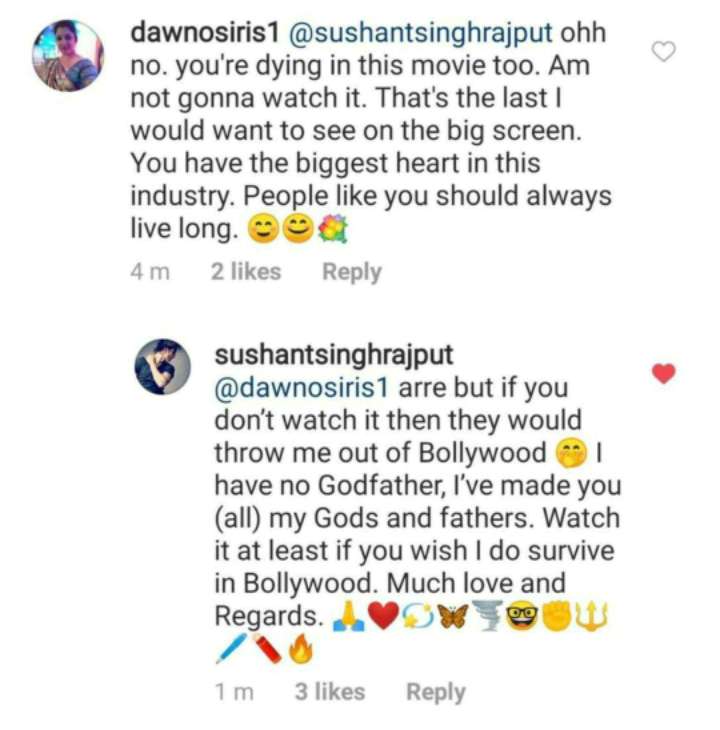 dawnosiris1 @sushantsinghrajput ohh
no. you're dying in this movie too. Am
not gonna watch it. That's the last I
would want to see on the big screen.
You have the biggest heart in this
industry. People like you should always
live long. 😊😊💐
4 m 2 likes Reply
sushantsinghrajput
@dawnosiris1 arre but if you
don't watch it then they would
throw me out of Bollywood 🤭 I
have no Godfather, I've made you
(all) my Gods and fathers. Watch
it at least if you wish I do survive
in Bollywood. Much love and
Regards. 🙏❤️💫🦋🌪️🤓✊🔱
🖊️🖍️🔥
1 m 3 likes Reply